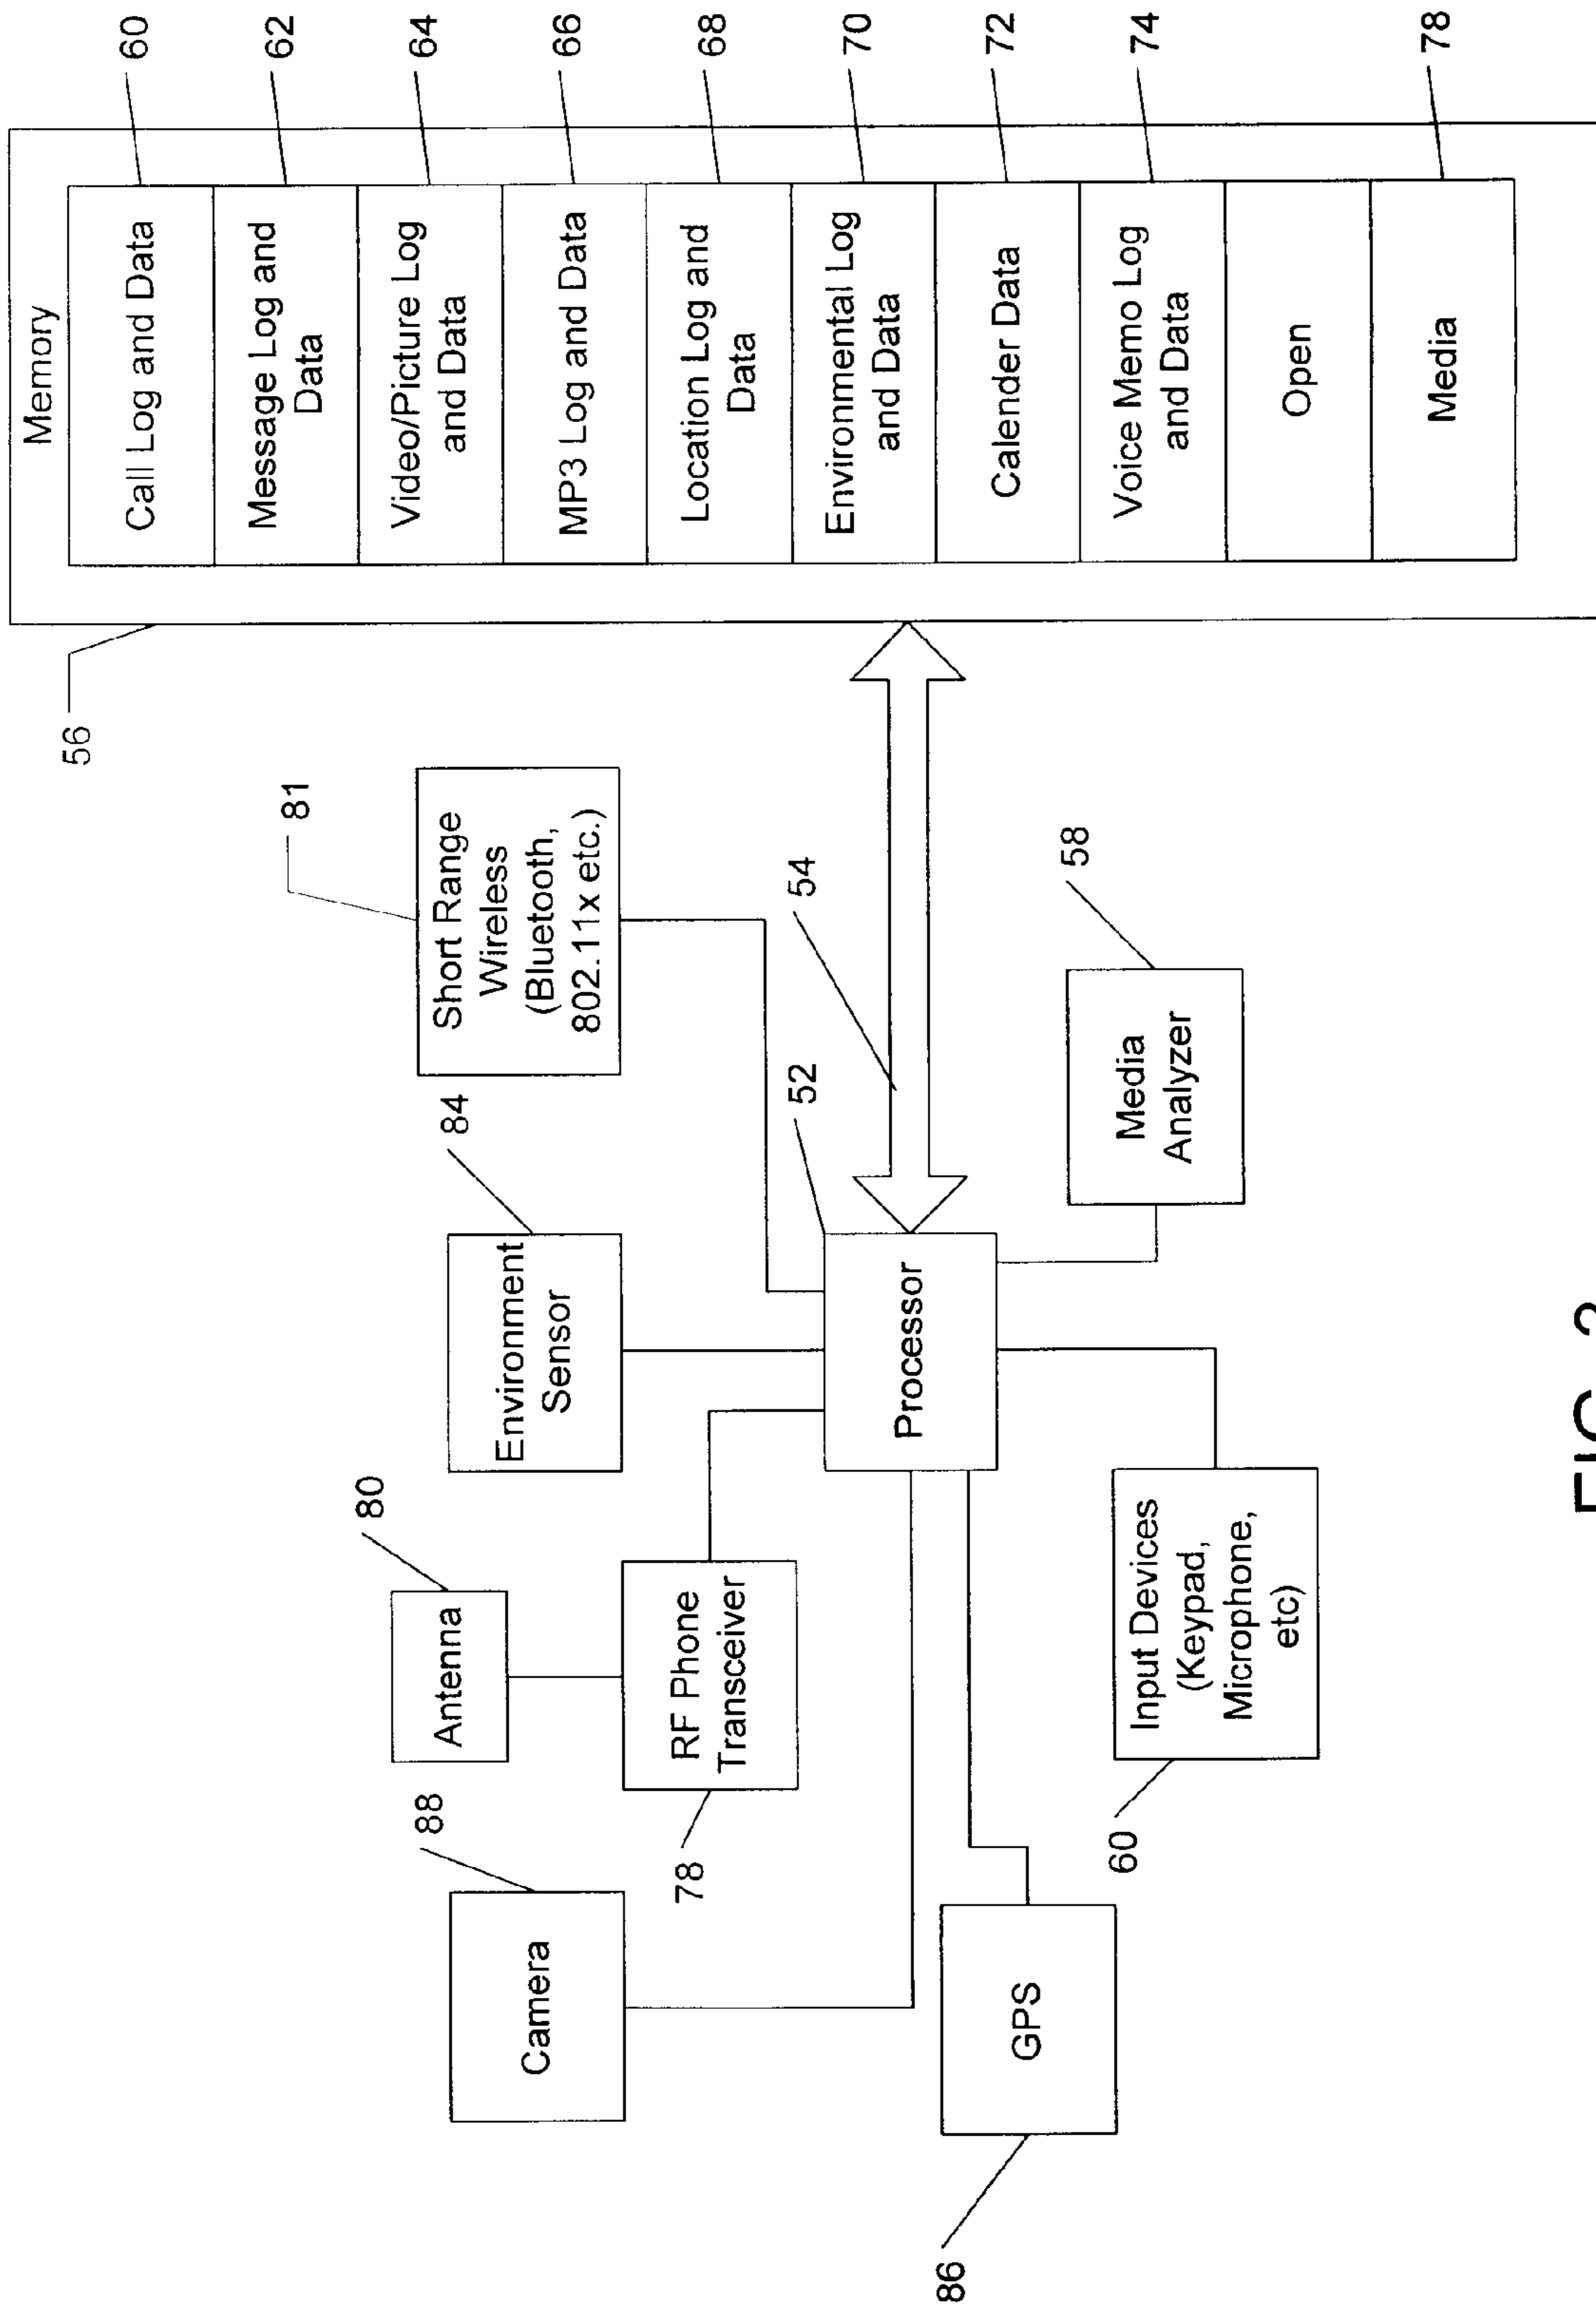 Memory
56
Call Log and Data
60
Message Log and
Data
62
Video/Picture Log
and Data
64
MP3 Log and Data
66
Location Log and
Data
68
Environmental Log
and Data
70
Calender Data
72
Voice Memo Log
and Data
74
Open
Media
78
81
Short Range
Wireless
(Bluetooth,
802.11x etc.)
84
Environment
Sensor
80
Antenna
RF Phone
Transceiver
78
88
Camera
54
52
Processor
58
Media
Analyzer
GPS
86
60
Input Devices
(Keypad,
Microphone,
etc)
FIG.